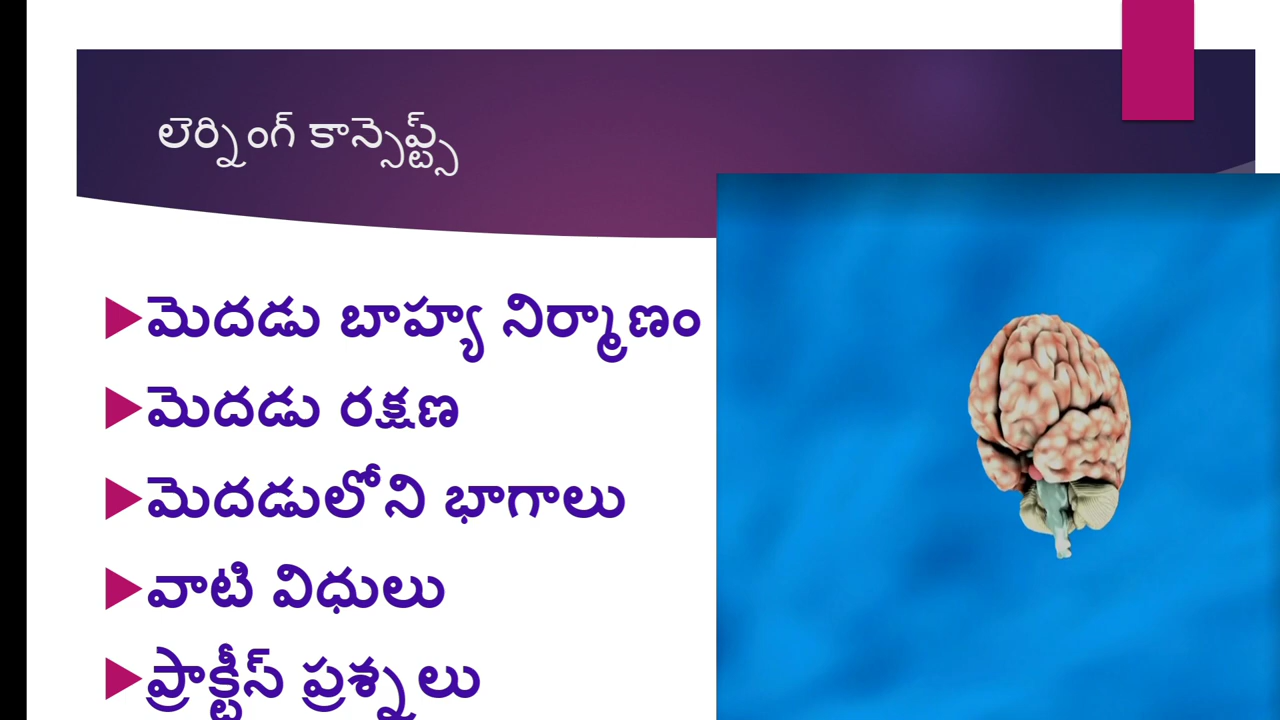 లెర్నింగ్ కాన్సెప్ట్స్
మెదడు బాహ్య నిర్మాణం
మెదడు రక్షణ
మెదడులోని భాగాలు
వాటి విధులు
ప్రాక్టీస్ ప్రశ్నలు